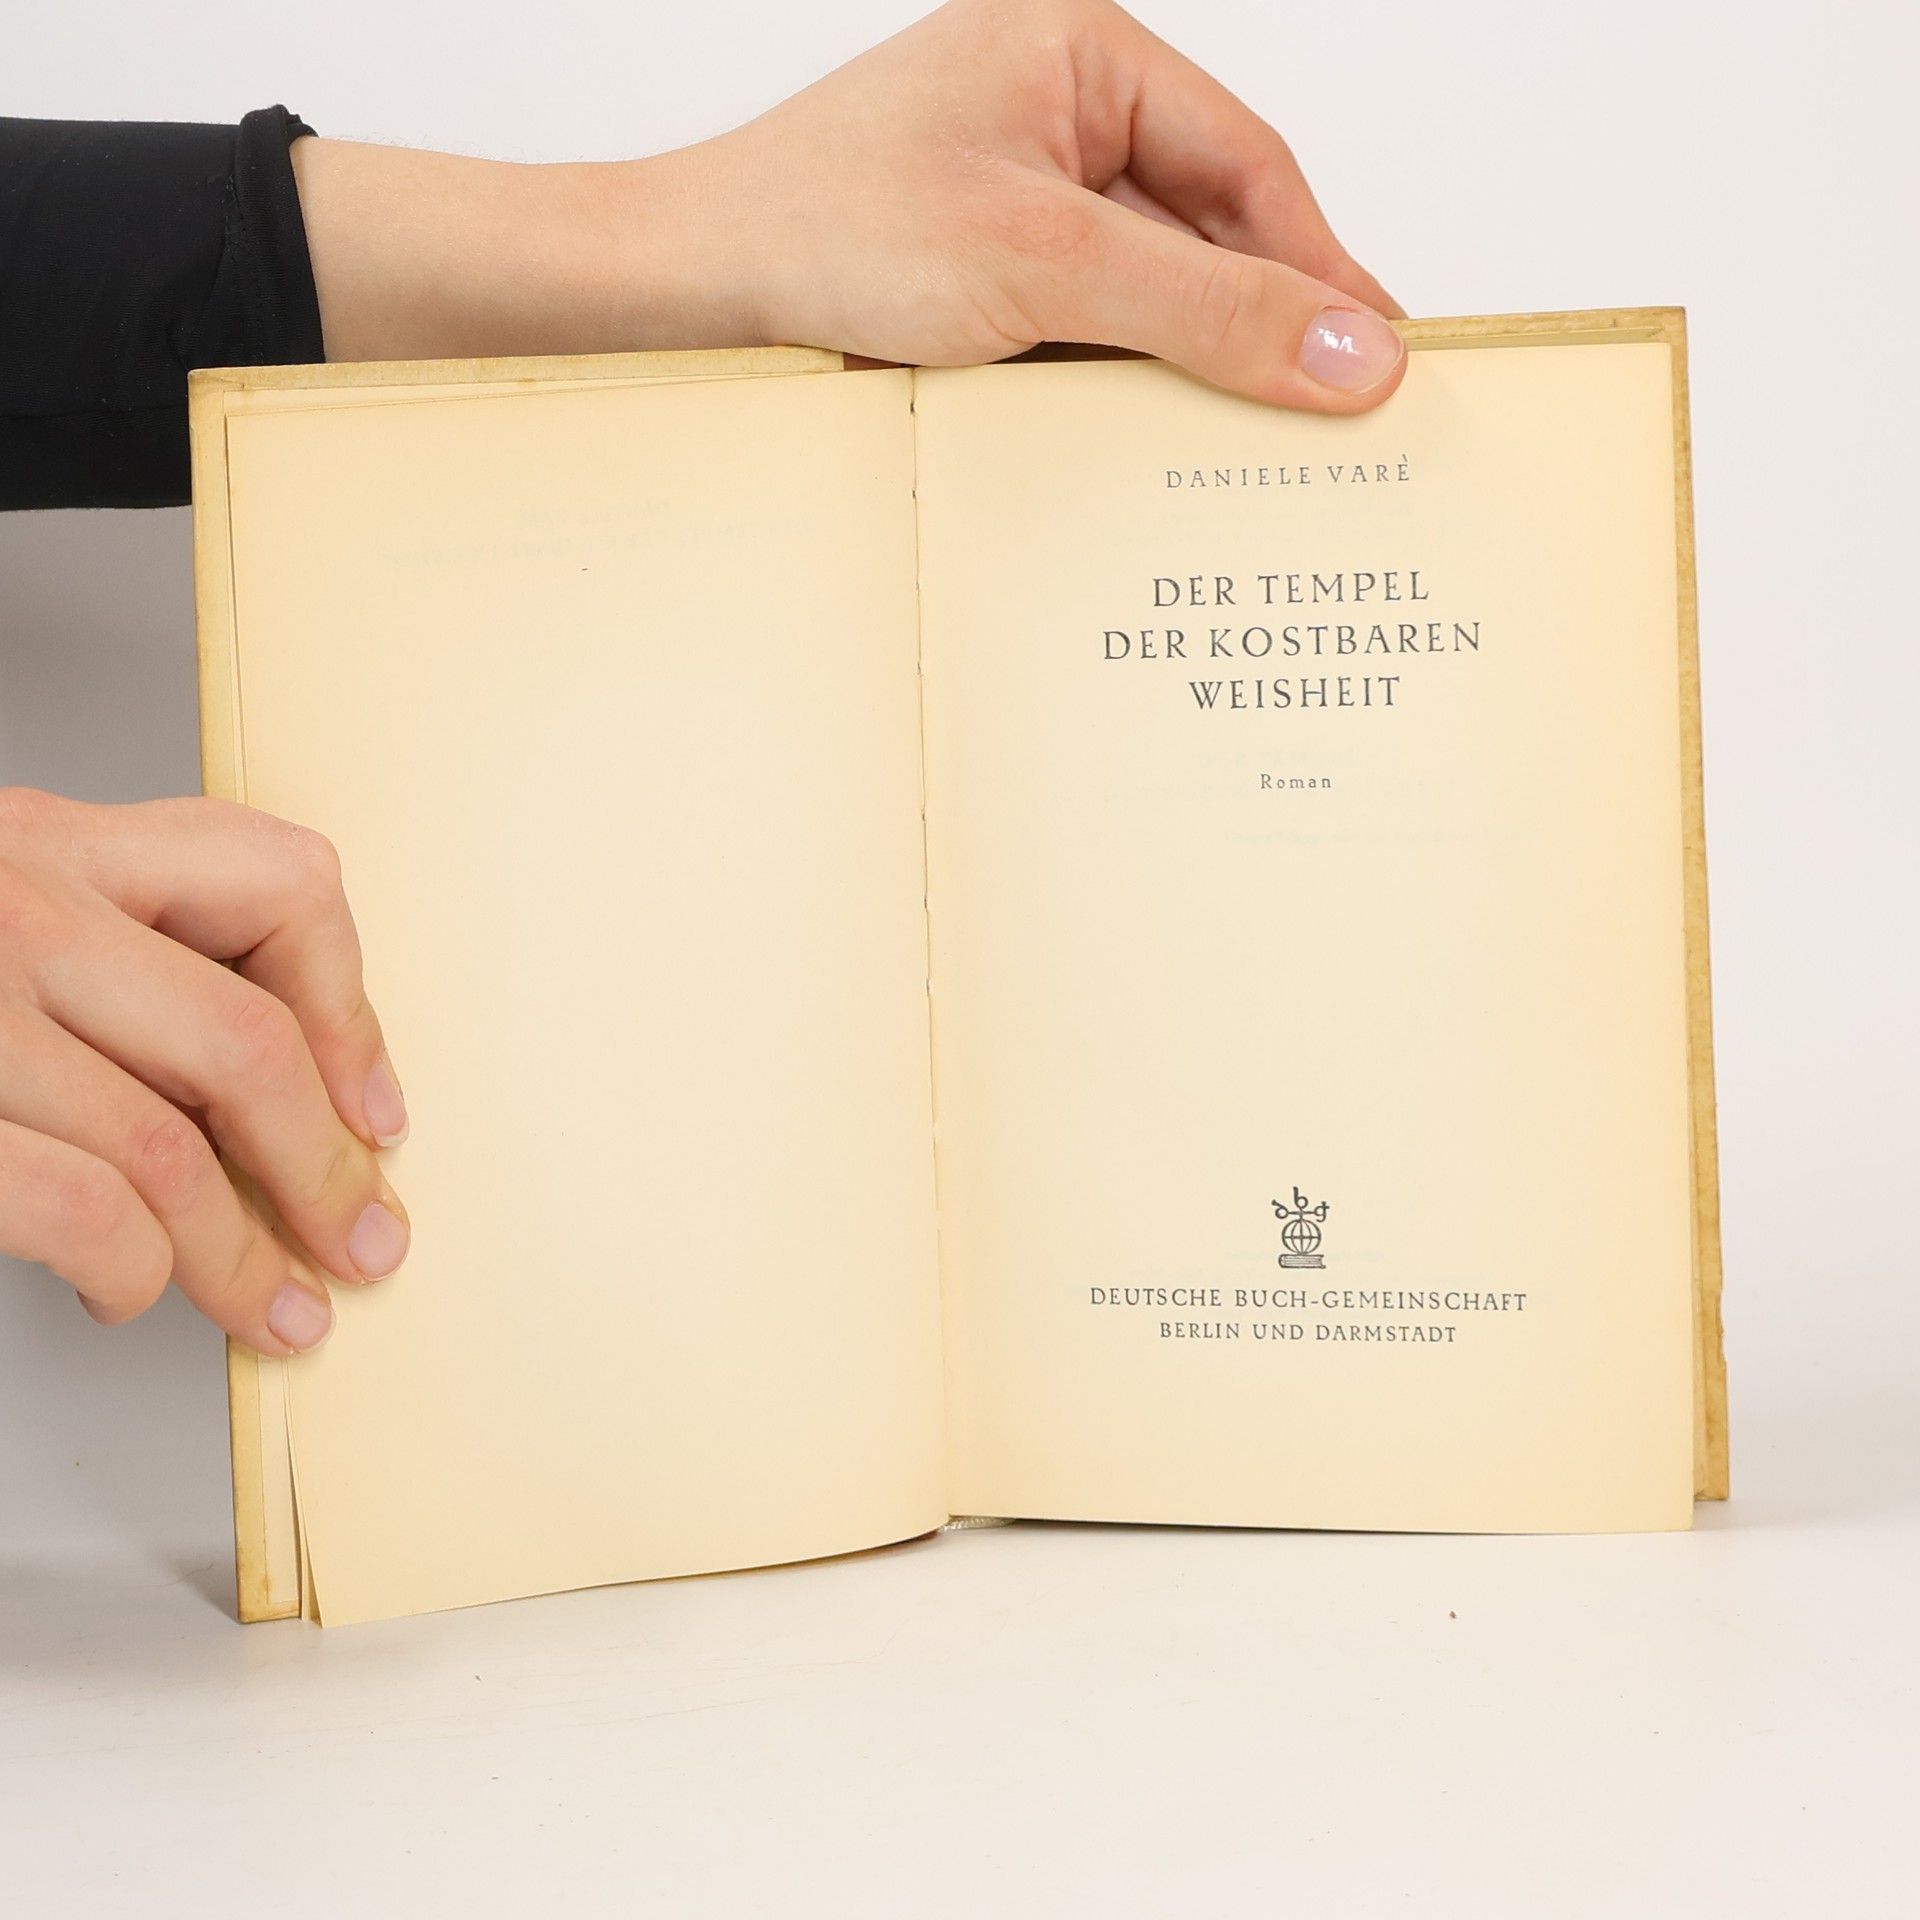 DANIELE VARÈ
DER TEMPEL
DER KOSTBAREN
WEISHEIT
Roman
dbg
DEUTSCHE BUCH-GEMEINSCHAFT
BERLIN UND DARMSTADT